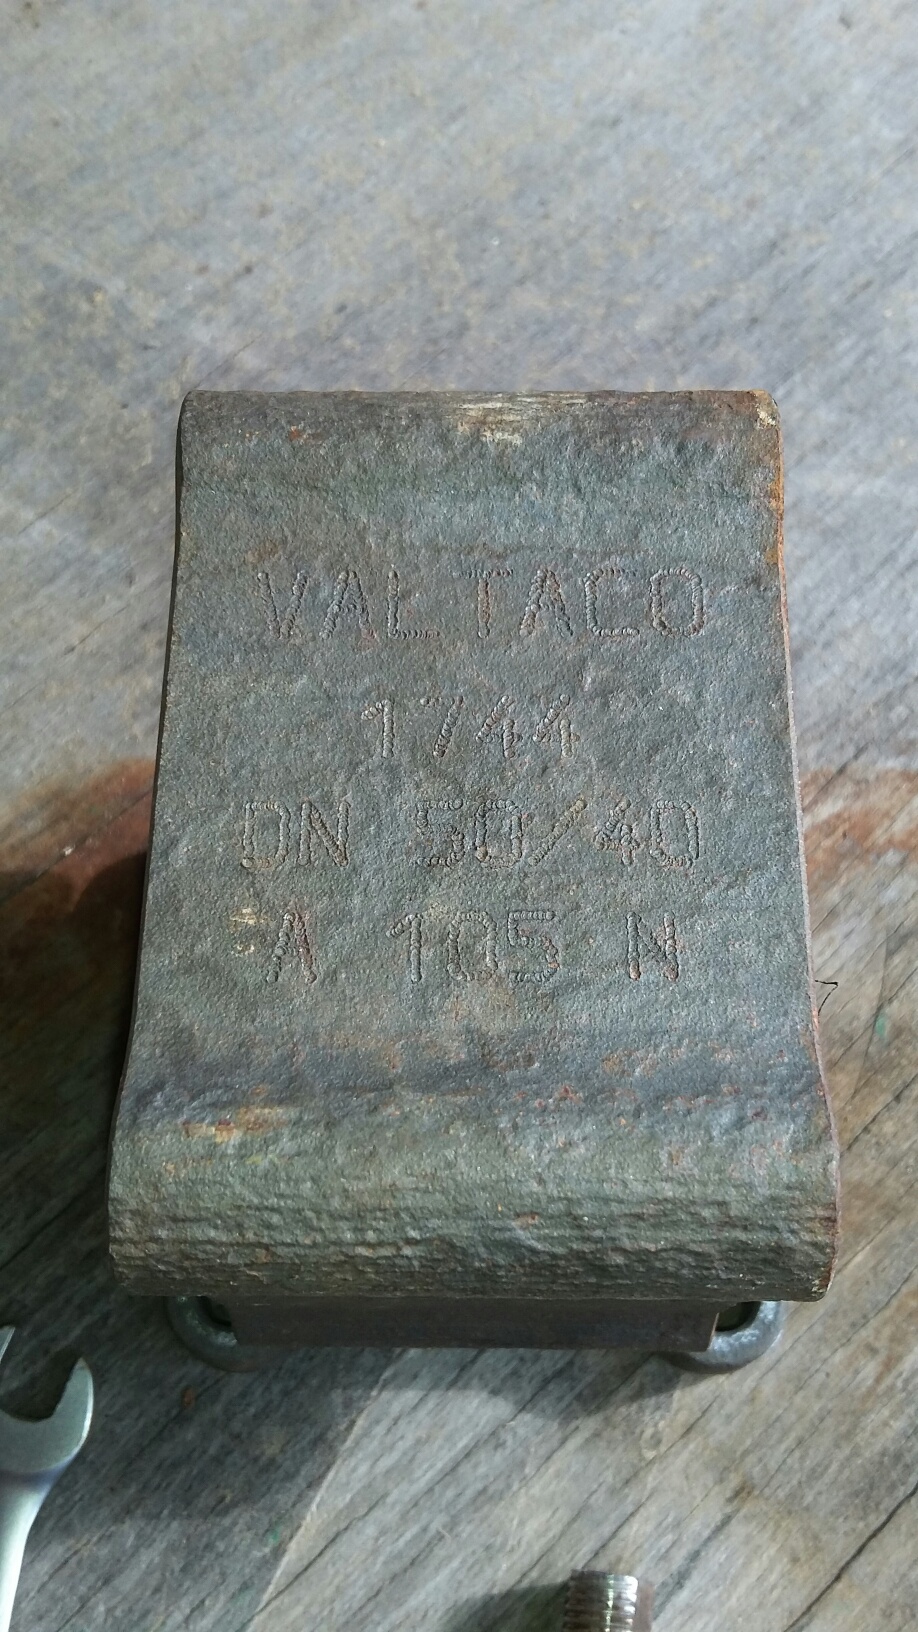 VALTACO
1744
DN 50/40
A 105 N